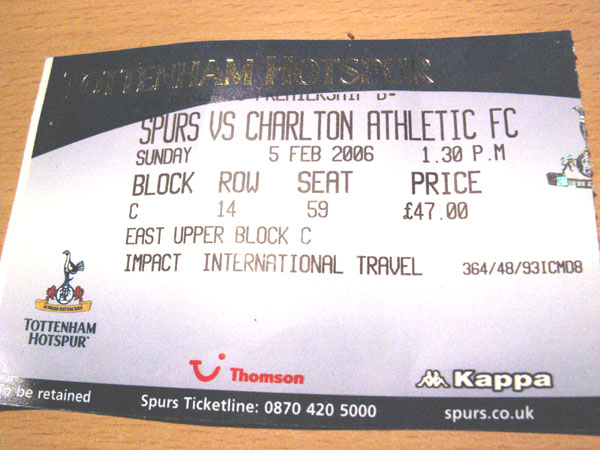 TOTTENHAM HOTSPUR
PREMIERSHIP
SPURS VS CHARLTON ATHLETIC FC
SUNDAY 5 FEB 2006 1.30 P.M
BLOCK ROW SEAT PRICE
C 14 59 £47.00
EAST UPPER BLOCK C
IMPACT INTERNATIONAL TRAVEL 364/48/93ICMD8
TOTTENHAM
HOTSPUR
Thomson
Kappa
o be retained
Spurs Ticketline: 0870 420 5000
spurs.co.uk